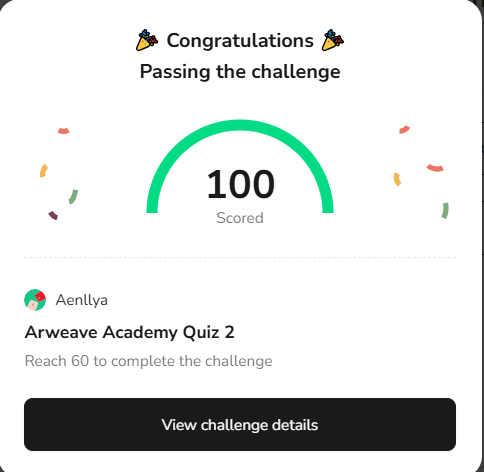 🎉 Congratulations 🎉
Passing the challenge
100
Scored
Aenllya
Arweave Academy Quiz 2
Reach 60 to complete the challenge
View challenge details